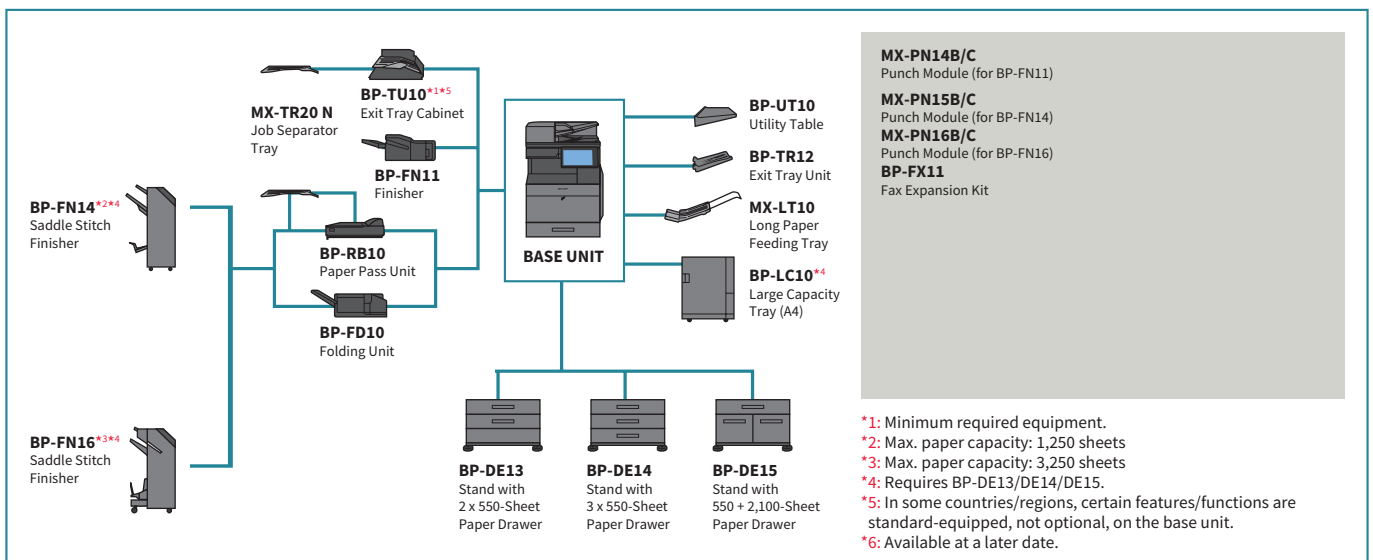 MX-TR20 N
Job Separator
Tray
BP-TU10*1*5
Exit Tray Cabinet
BP-FN11
Finisher
BP-FN14*2*4
Saddle Stitch
Finisher
BP-RB10
Paper Pass Unit
BP-FD10
Folding Unit
BP-FN16*3*4
Saddle Stitch
Finisher
BASE UNIT
BP-UT10
Utility Table
BP-TR12
Exit Tray Unit
MX-LT10
Long Paper
Feeding Tray
BP-LC10*4
Large Capacity
Tray (A4)
BP-DE13
Stand with
2 x 550-Sheet
Paper Drawer
BP-DE14
Stand with
3 x 550-Sheet
Paper Drawer
BP-DE15
Stand with
550 + 2,100-Sheet
Paper Drawer
MX-PN14B/C
Punch Module (for BP-FN11)
MX-PN15B/C
Punch Module (for BP-FN14)
MX-PN16B/C
Punch Module (for BP-FN16)
BP-FX11
Fax Expansion Kit
*1: Minimum required equipment.
*2: Max. paper capacity: 1,250 sheets
*3: Max. paper capacity: 3,250 sheets
*4: Requires BP-DE13/DE14/DE15.
*5: In some countries/regions, certain features/functions are
standard-equipped, not optional, on the base unit.
*6: Available at a later date.